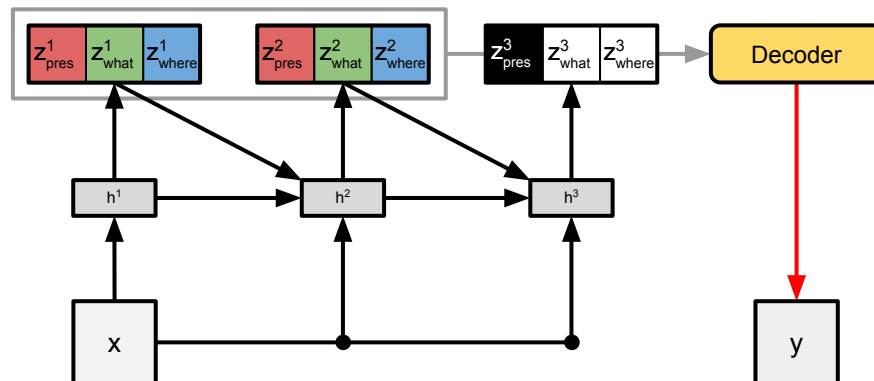 z¹pres z¹what z¹where z²pres z²what z²where z³pres z³what z³where Decoder
h¹ h² h³
x y